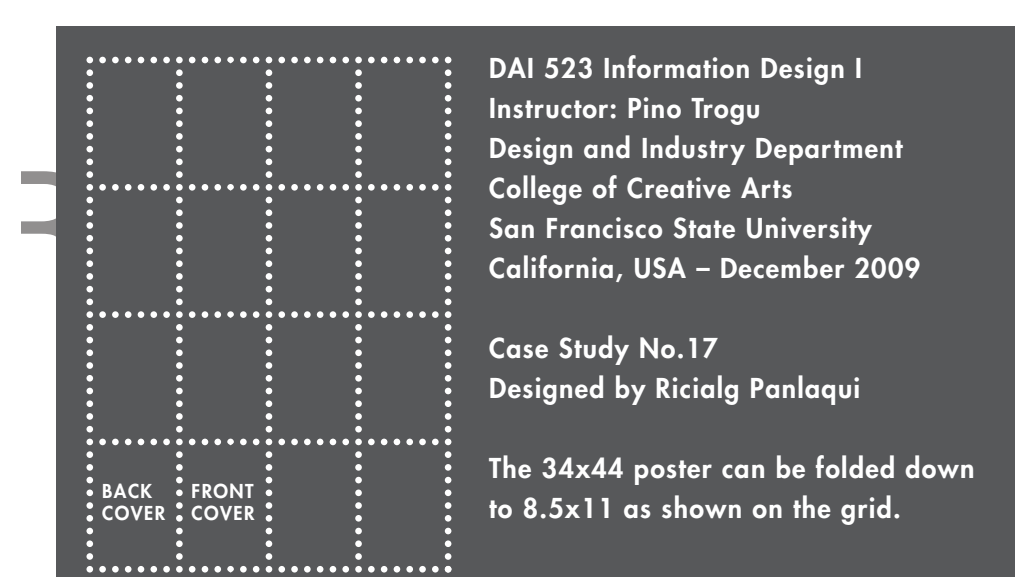 DAI 523 Information Design I
Instructor: Pino Trogu
Design and Industry Department
College of Creative Arts
San Francisco State University
California, USA – December 2009
Case Study No.17
Designed by Ricialg Panlaqui
The 34x44 poster can be folded down
to 8.5x11 as shown on the grid.
BACK
COVER
FRONT
COVER